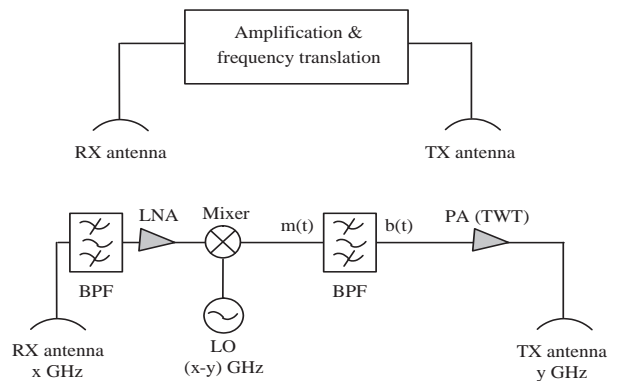 Amplification &
frequency translation
RX antenna
TX antenna
LNA
Mixer
m(t)
b(t)
PA (TWT)
BPF
BPF
LO
(x-y) GHz
RX antenna
x GHz
TX antenna
y GHz